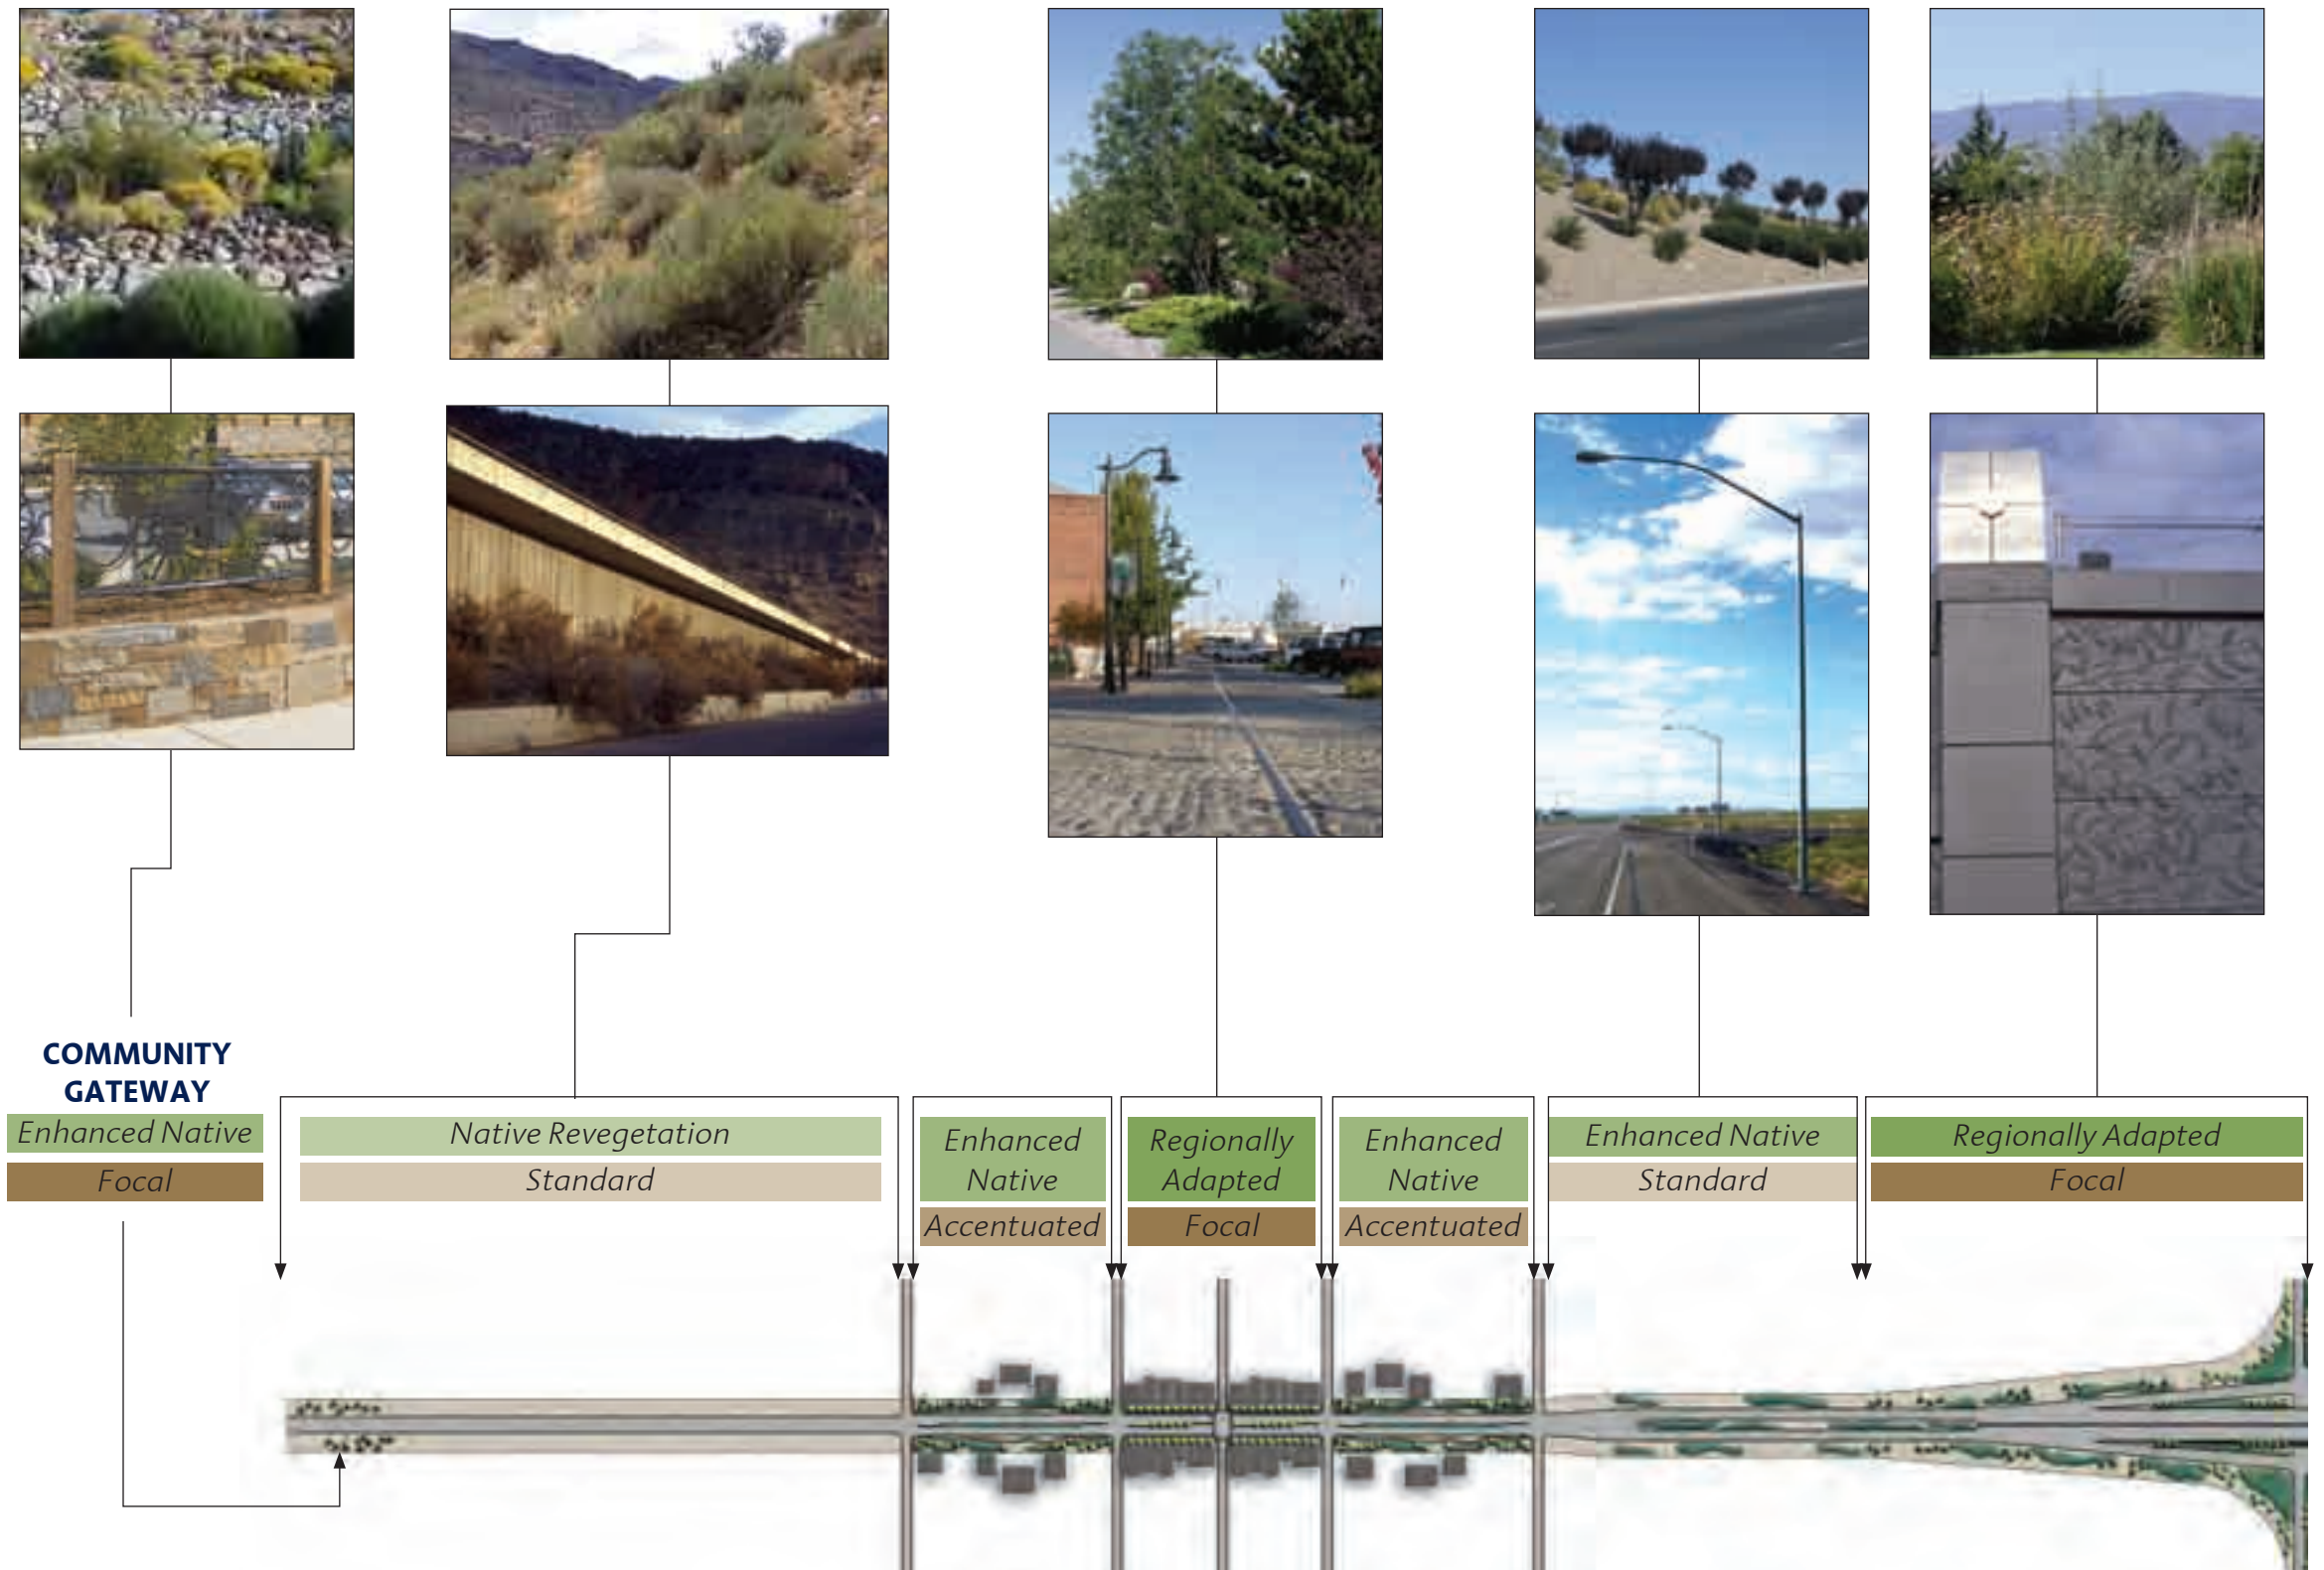 COMMUNITY
GATEWAY
Enhanced Native
Focal
Native Revegetation
Standard
Enhanced
Native
Accentuated
Regionally
Adapted
Focal
Enhanced
Native
Accentuated
Enhanced Native
Standard
Regionally Adapted
Focal